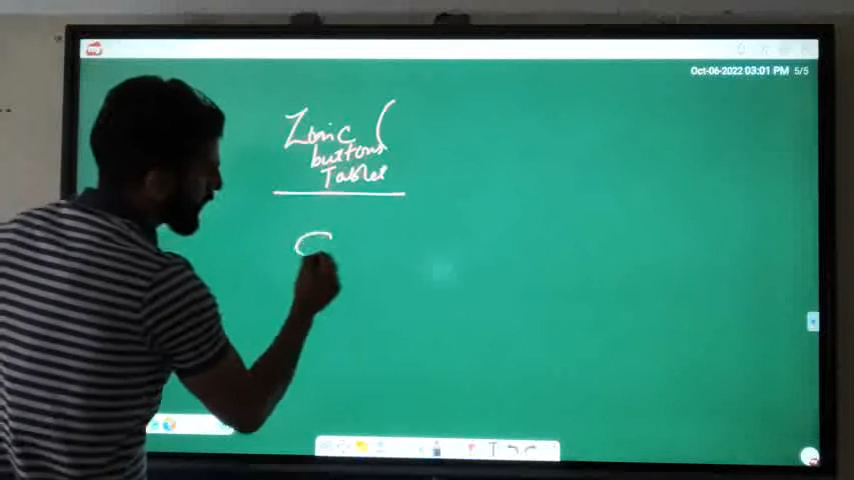 Oct-06-2022 03:01 PM 5/5
Ionic (
buttons
Tables